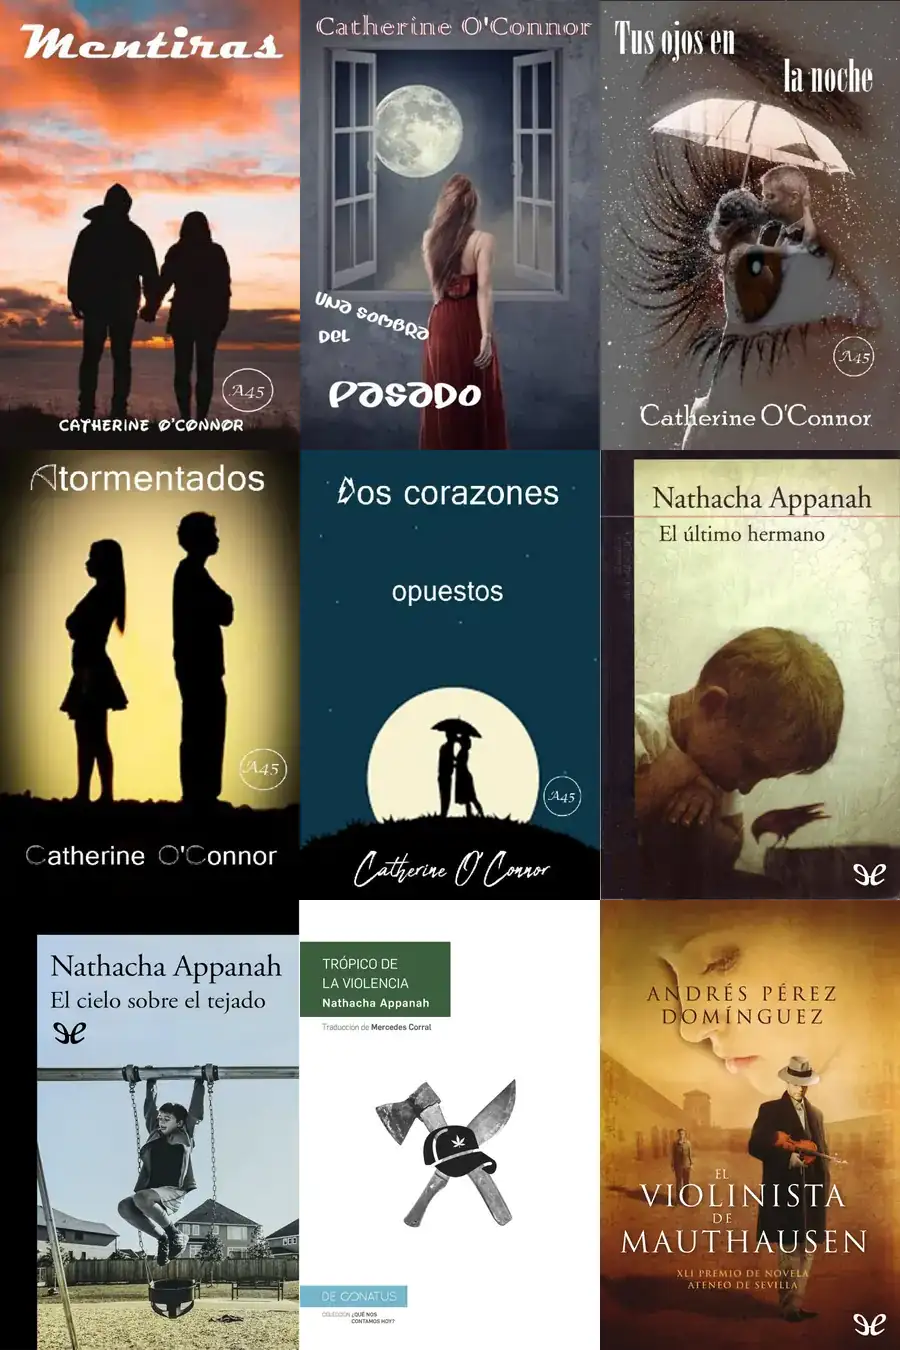 Mentiras
A45
CATHERINE O'CONNOR
Catherine O'Connor
UNA SOMBRA
DEL
PASADO
Tus ojos en
la noche
A45
Catherine O'Connor
Atormentados
A45
Catherine O'Connor
Dos corazones
opuestos
A45
Catherine O'Connor
Nathacha Appanah
El último hermano
Nathacha Appanah
El cielo sobre el tejado
TRÓPICO DE
LA VIOLENCIA
Nathacha Appanah
Traducción de Mercedes Corral
DE CONATUS
COLECCIÓN ¿QUÉ NOS
CONTAMOS HOY?
ANDRÉS PÉREZ
DOMÍNGUEZ
EL
VIOLINISTA
DE
MAUTHAUSEN
XLI PREMIO DE NOVELA
ATENEO DE SEVILLA